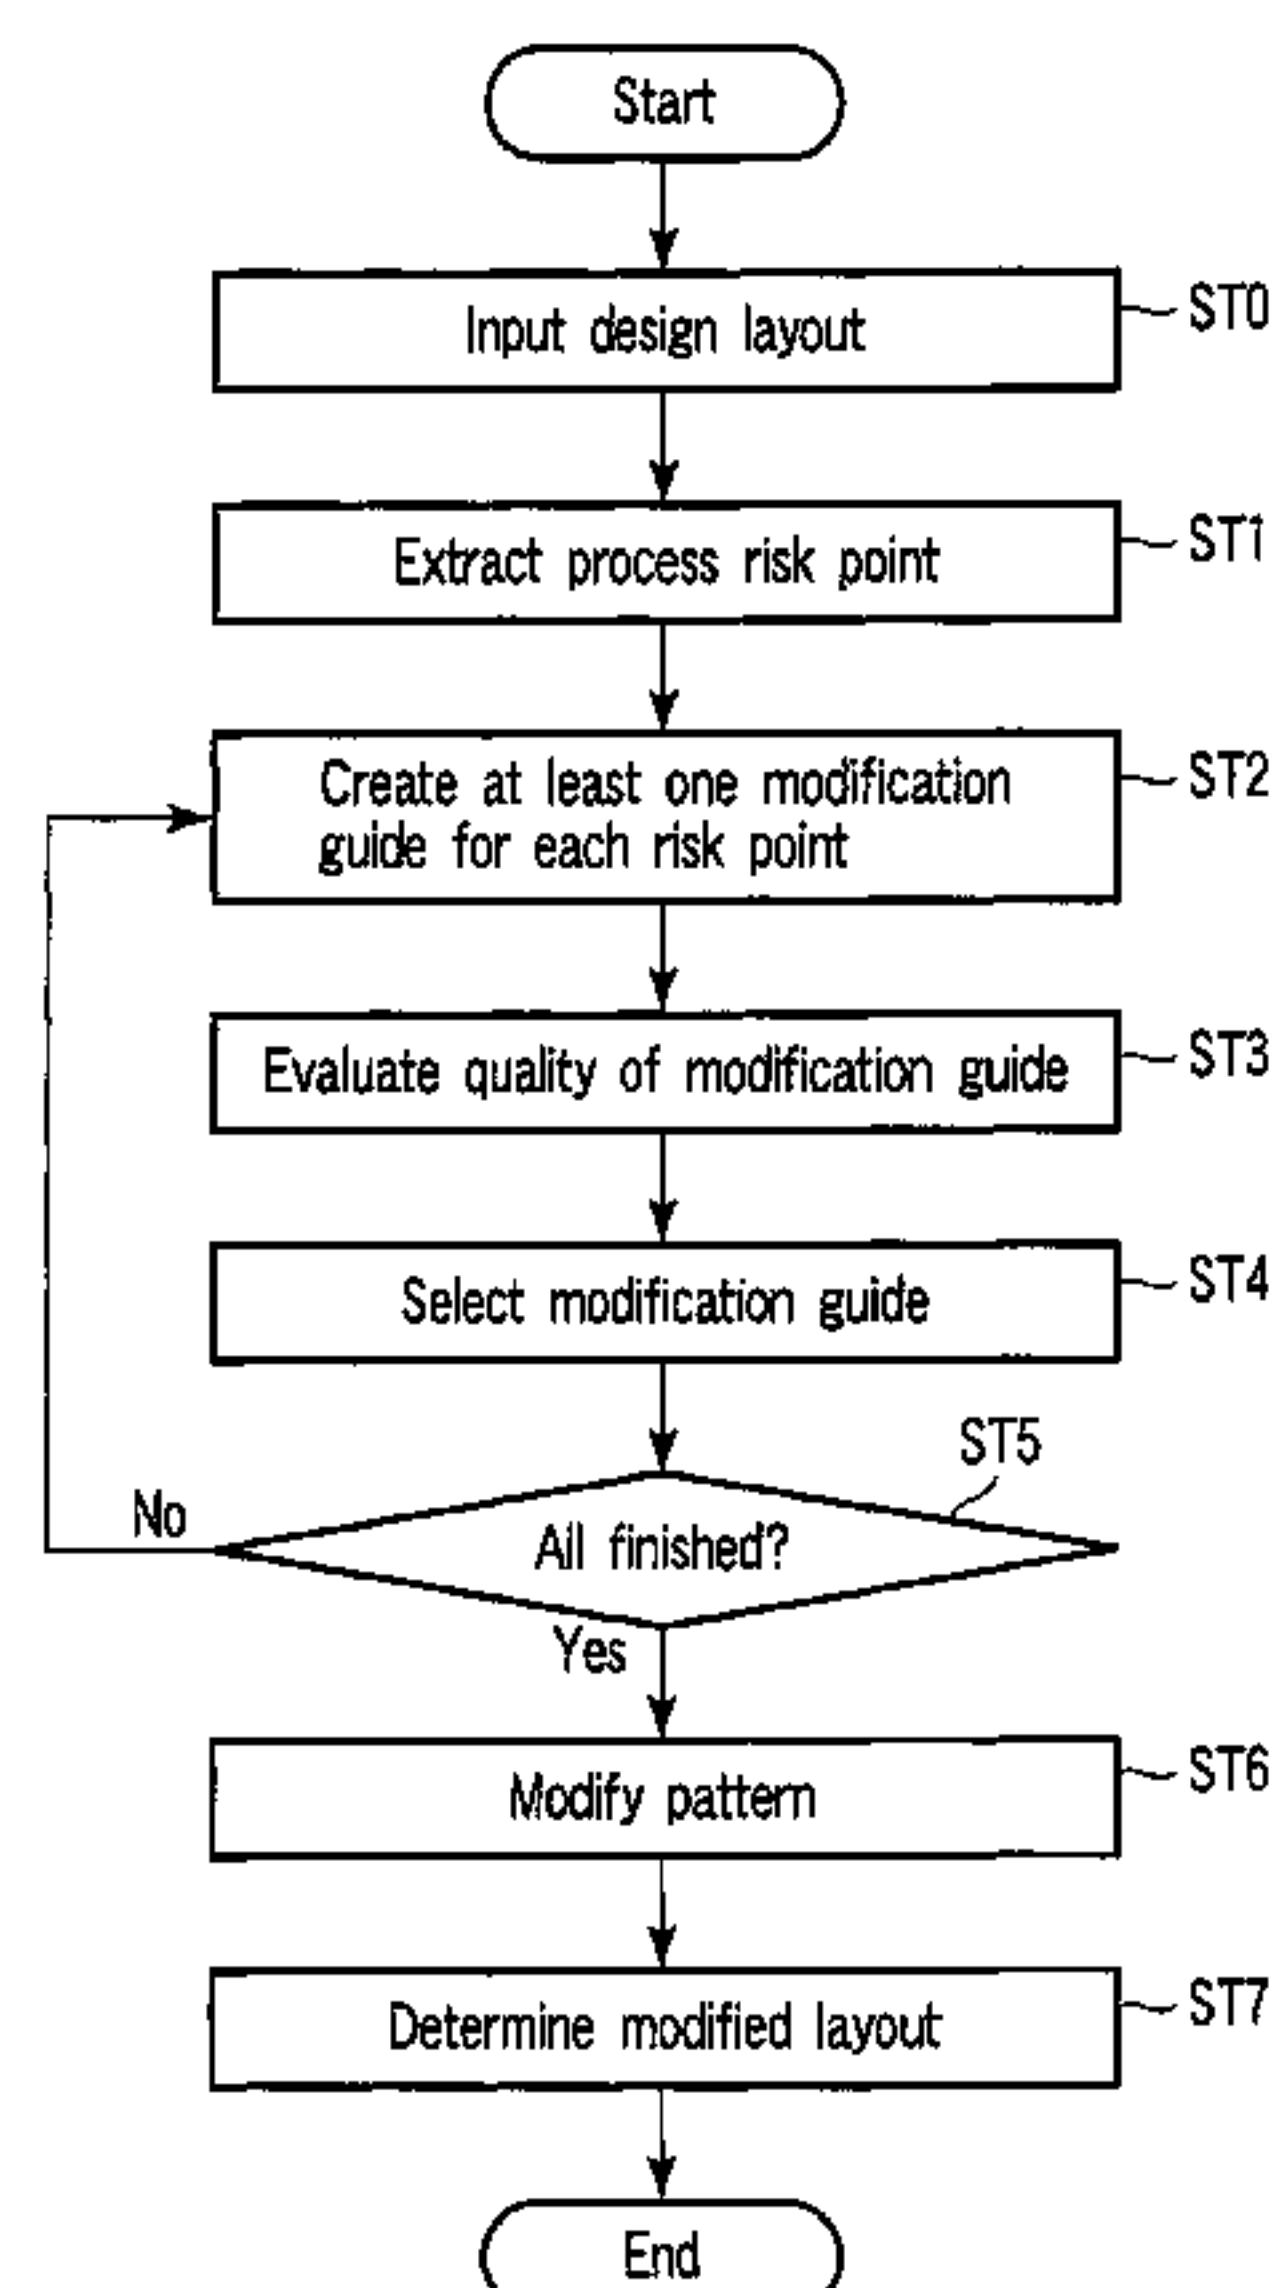 Start
Input design layout
ST0
Extract process risk point
ST1
Create at least one modification
guide for each risk point
ST2
Evaluate quality of modification guide
ST3
Select modification guide
ST4
ST5
All finished?
No
Yes
Modify pattern
ST6
Determine modified layout
ST7
End